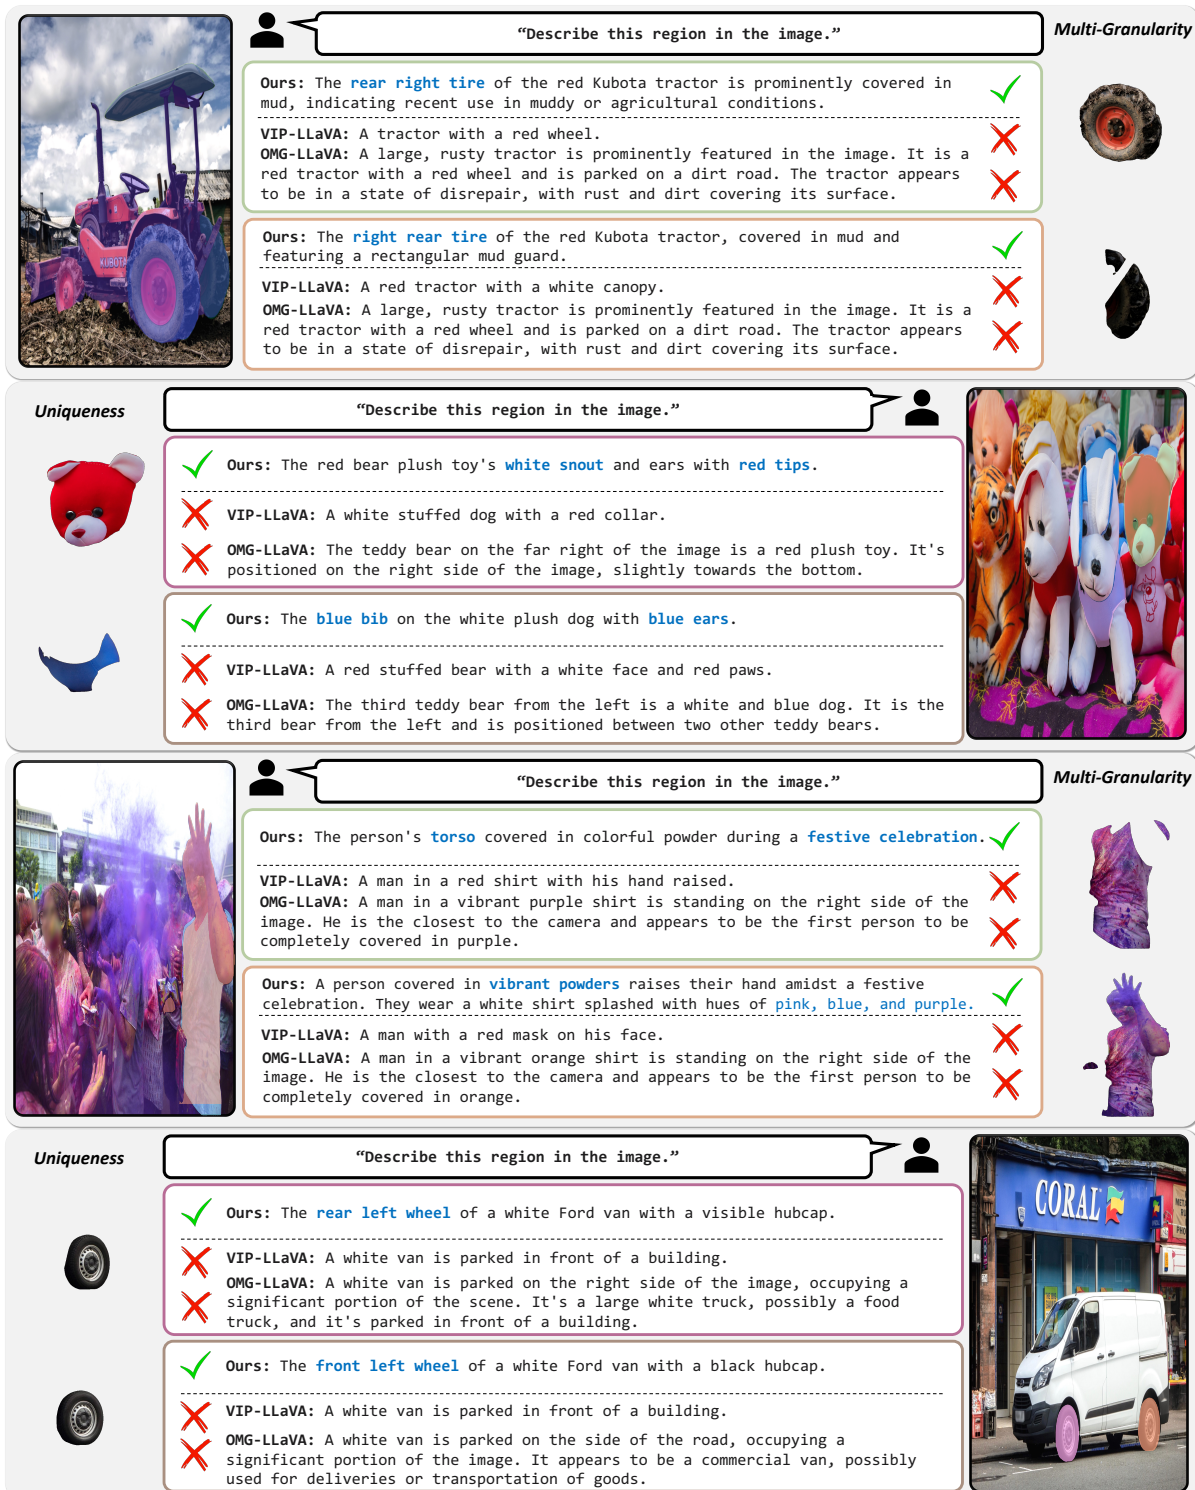 “Describe this region in the image.”
Multi-Granularity
Ours: The rear right tire of the red Kubota tractor is prominently covered in
mud, indicating recent use in muddy or agricultural conditions.
VIP-LLaVA: A tractor with a red wheel.
OMG-LLaVA: A large, rusty tractor is prominently featured in the image. It is a
red tractor with a red wheel and is parked on a dirt road. The tractor appears
to be in a state of disrepair, with rust and dirt covering its surface.
KUBOTA
Ours: The right rear tire of the red Kubota tractor, covered in mud and
featuring a rectangular mud guard.
VIP-LLaVA: A red tractor with a white canopy.
OMG-LLaVA: A large, rusty tractor is prominently featured in the image. It is a
red tractor with a red wheel and is parked on a dirt road. The tractor appears
to be in a state of disrepair, with rust and dirt covering its surface.
Uniqueness
“Describe this region in the image.”
Ours: The red bear plush toy's white snout and ears with red tips.
VIP-LLaVA: A white stuffed dog with a red collar.
OMG-LLaVA: The teddy bear on the far right of the image is a red plush toy. It's
positioned on the right side of the image, slightly towards the bottom.
Ours: The blue bib on the white plush dog with blue ears.
VIP-LLaVA: A red stuffed bear with a white face and red paws.
OMG-LLaVA: The third teddy bear from the left is a white and blue dog. It is the
third bear from the left and is positioned between two other teddy bears.
“Describe this region in the image.”
Multi-Granularity
Ours: The person's torso covered in colorful powder during a festive celebration.
VIP-LLaVA: A man in a red shirt with his hand raised.
OMG-LLaVA: A man in a vibrant purple shirt is standing on the right side of the
image. He is the closest to the camera and appears to be the first person to be
completely covered in purple.
Ours: A person covered in vibrant powders raises their hand amidst a festive
celebration. They wear a white shirt splashed with hues of pink, blue, and purple.
VIP-LLaVA: A man with a red mask on his face.
OMG-LLaVA: A man in a vibrant orange shirt is standing on the right side of the
image. He is the closest to the camera and appears to be the first person to be
completely covered in orange.
Uniqueness
“Describe this region in the image.”
Ours: The rear left wheel of a white Ford van with a visible hubcap.
VIP-LLaVA: A white van is parked in front of a building.
OMG-LLaVA: A white van is parked on the right side of the image, occupying a
significant portion of the scene. It's a large white truck, possibly a food
truck, and it's parked in front of a building.
CORAL
Ours: The front left wheel of a white Ford van with a black hubcap.
VIP-LLaVA: A white van is parked in front of a building.
OMG-LLaVA: A white van is parked on the side of the road, occupying a
significant portion of the image. It appears to be a commercial van, possibly
used for deliveries or transportation of goods.